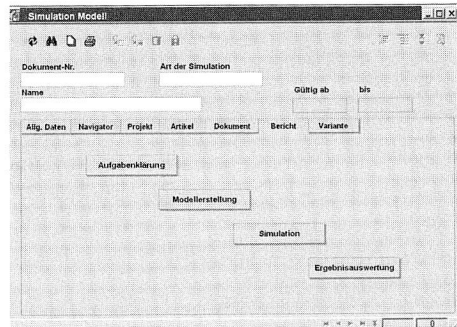 Simulation Modell
Dokument-Nr. Art der Simulation
Name Gültig ab bis
Allg. Daten Navigator Projekt Artikel Dokument Bericht Variante
Aufgabenklärung
Modellerstellung
Simulation
Ergebnisauswertung
0